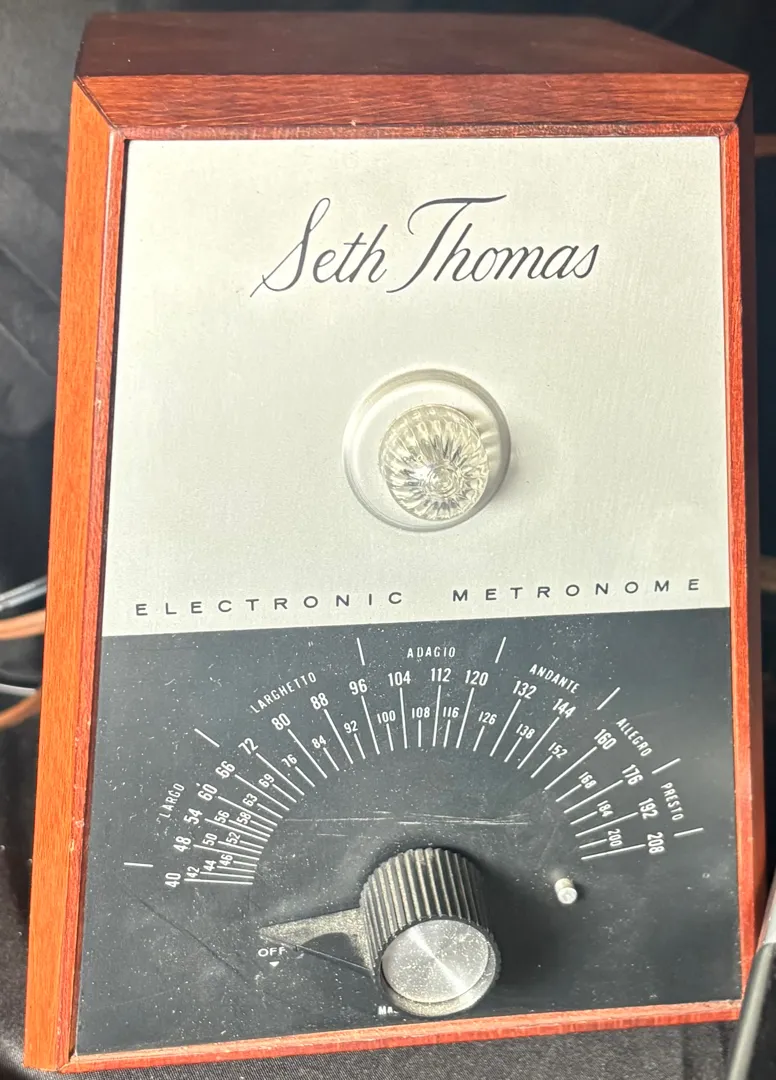 Seth Thomas
ELECTRONIC METRONOME
LARGO LARGHETTO ADAGIO ANDANTE ALLEGRO PRESTO
40 48 54 60 66 72 80 88 96 104 112 120 132 144 160 176 192 208
42 44 46 50 52 56 58 63 69 76 84 92 100 108 116 126 138 152 168 184 200
OFF